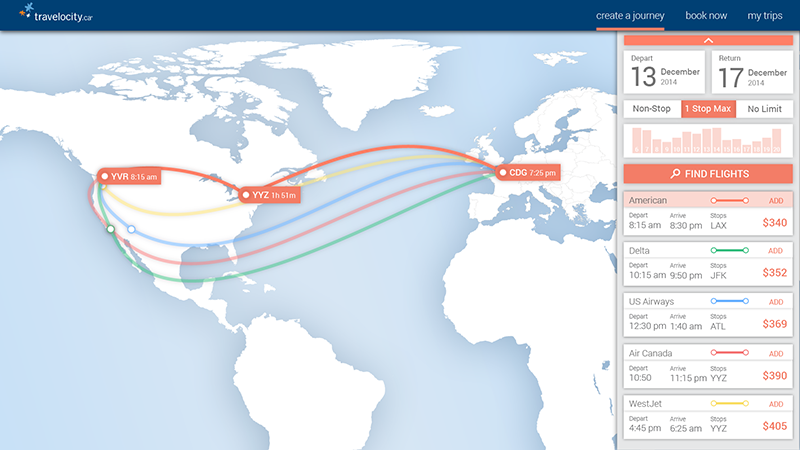 travelocity.car
create a journey
book now
my trips
Depart
13 December
2014
Return
17 December
2014
Non-Stop
1 Stop Max
No Limit
FIND FLIGHTS
YVR 8:15 am
YYZ 1h 51m
CDG 7:25 pm
American
ADD
Depart Arrive Stops
8:15 am 8:30 pm LAX $340
Delta
ADD
Depart Arrive Stops
10:15 am 9:50 pm JFK $352
US Airways
ADD
Depart Arrive Stops
12:30 pm 1:40 am ATL $369
Air Canada
ADD
Depart Arrive Stops
10:50 11:15 pm YYZ $390
WestJet
ADD
Depart Arrive Stops
4:45 pm 6:25 am YYZ $405